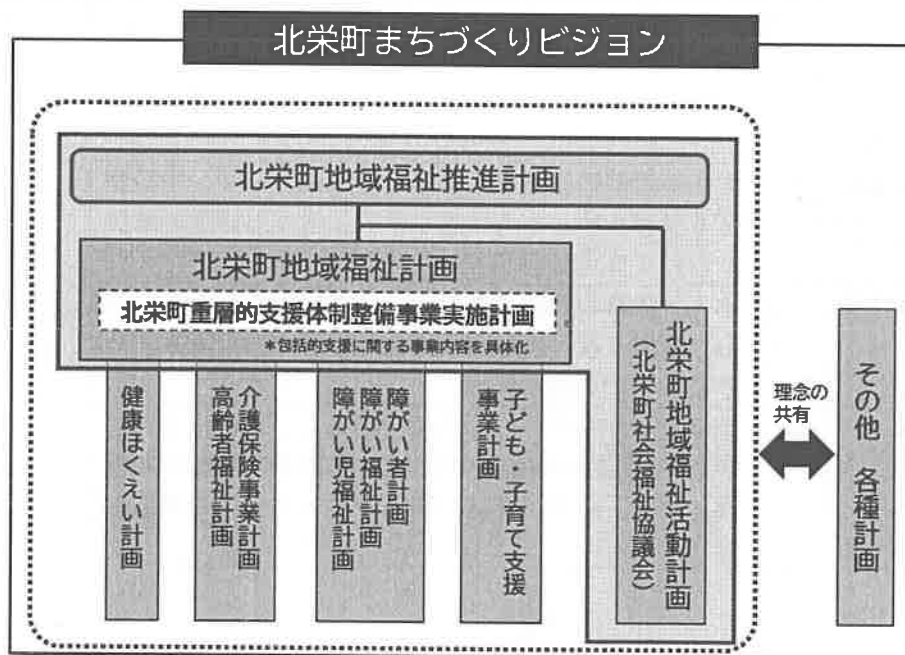 北栄町まちづくりビジョン
北栄町地域福祉推進計画
北栄町地域福祉計画
北栄町重層的支援体制整備事業実施計画
＊包括的支援に関する事業内容を具体化
健康ほくえい計画
介護保険事業計画
高齢者福祉計画
障がい者計画
障がい福祉計画
障がい児福祉計画
子ども・子育て支援
事業計画
北栄町地域福祉活動計画
（北栄町社会福祉協議会）
理念の
共有
その他　各種計画